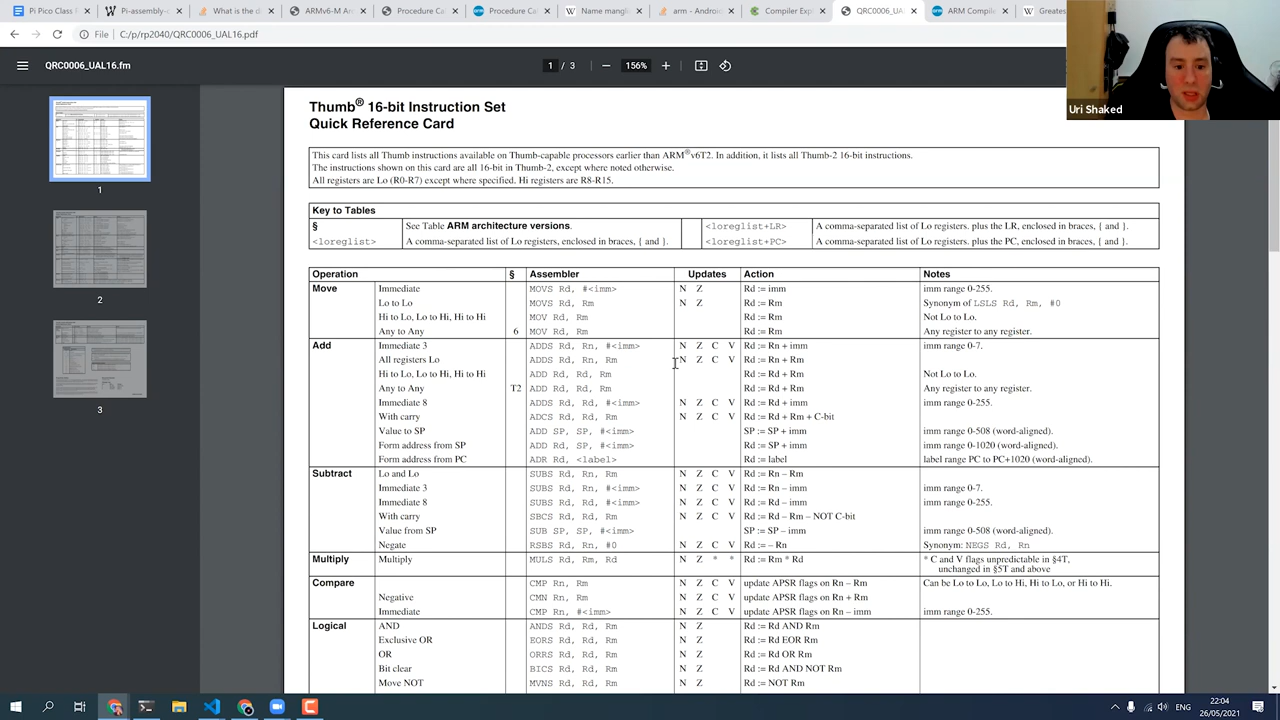 Pi Pico Class F
Pi-assembly-c
What is the di
ARMv6-M Ar
Procedure Cal
Procedure Cal
Name mangli
arm - Android
Compiler Exp
QRC0006_UAL
ARM Compile
Greates
File C:/p/rp2040/QRC0006_UAL16.pdf
QRC0006_UAL16.fm
1 / 3
156%
Uri Shaked
1
2
3
Thumb® 16-bit Instruction Set
Quick Reference Card
This card lists all Thumb instructions available on Thumb-capable processors earlier than ARM®v6T2. In addition, it lists all Thumb-2 16-bit instructions.
The instructions shown on this card are all 16-bit in Thumb-2, except where noted otherwise.
All registers are Lo (R0-R7) except where specified. Hi registers are R8-R15.
Key to Tables
§ See Table ARM architecture versions. <loreglist+LR> A comma-separated list of Lo registers. plus the LR, enclosed in braces, { and }.
<loreglist> A comma-separated list of Lo registers, enclosed in braces, { and }. <loreglist+PC> A comma-separated list of Lo registers. plus the PC, enclosed in braces, { and }.
Operation § Assembler Updates Action Notes
Move Immediate MOVS Rd, #<imm> N Z Rd := imm imm range 0-255.
Lo to Lo MOVS Rd, Rm N Z Rd := Rm Synonym of LSLS Rd, Rm, #0
Hi to Lo, Lo to Hi, Hi to Hi MOV Rd, Rm Rd := Rm Not Lo to Lo.
Any to Any 6 MOV Rd, Rm Rd := Rm Any register to any register.
Add Immediate 3 ADDS Rd, Rn, #<imm> N Z C V Rd := Rn + imm imm range 0-7.
All registers Lo ADDS Rd, Rn, Rm N Z C V Rd := Rn + Rm
Hi to Lo, Lo to Hi, Hi to Hi ADD Rd, Rd, Rm Rd := Rd + Rm Not Lo to Lo.
Any to Any T2 ADD Rd, Rd, Rm Rd := Rd + Rm Any register to any register.
Immediate 8 ADDS Rd, Rd, #<imm> N Z C V Rd := Rd + imm imm range 0-255.
With carry ADCS Rd, Rd, Rm N Z C V Rd := Rd + Rm + C-bit
Value to SP ADD SP, SP, #<imm> SP := SP + imm imm range 0-508 (word-aligned).
Form address from SP ADD Rd, SP, #<imm> Rd := SP + imm imm range 0-1020 (word-aligned).
Form address from PC ADR Rd, <label> Rd := label label range PC to PC+1020 (word-aligned).
Subtract Lo and Lo SUBS Rd, Rn, Rm N Z C V Rd := Rn – Rm
Immediate 3 SUBS Rd, Rn, #<imm> N Z C V Rd := Rn – imm imm range 0-7.
Immediate 8 SUBS Rd, Rd, #<imm> N Z C V Rd := Rd – imm imm range 0-255.
With carry SBCS Rd, Rd, Rm N Z C V Rd := Rd – Rm – NOT C-bit
Value from SP SUB SP, SP, #<imm> SP := SP – imm imm range 0-508 (word-aligned).
Negate RSBS Rd, Rn, #0 N Z C V Rd := – Rn Synonym: NEGS Rd, Rn
Multiply Multiply MULS Rd, Rm, Rd N Z * * Rd := Rm * Rd * C and V flags unpredictable in §4T,
unchanged in §5T and above
Compare CMP Rn, Rm N Z C V update APSR flags on Rn – Rm Can be Lo to Lo, Lo to Hi, Hi to Lo, or Hi to Hi.
Negative CMN Rn, Rm N Z C V update APSR flags on Rn + Rm
Immediate CMP Rn, #<imm> N Z C V update APSR flags on Rn – imm imm range 0-255.
Logical AND ANDS Rd, Rd, Rm N Z Rd := Rd AND Rm
Exclusive OR EORS Rd, Rd, Rm N Z Rd := Rd EOR Rm
OR ORRS Rd, Rd, Rm N Z Rd := Rd OR Rm
Bit clear BICS Rd, Rd, Rm N Z Rd := Rd AND NOT Rm
Move NOT MVNS Rd, Rd, Rm N Z Rd := NOT Rm
ENG
22:04
26/05/2021